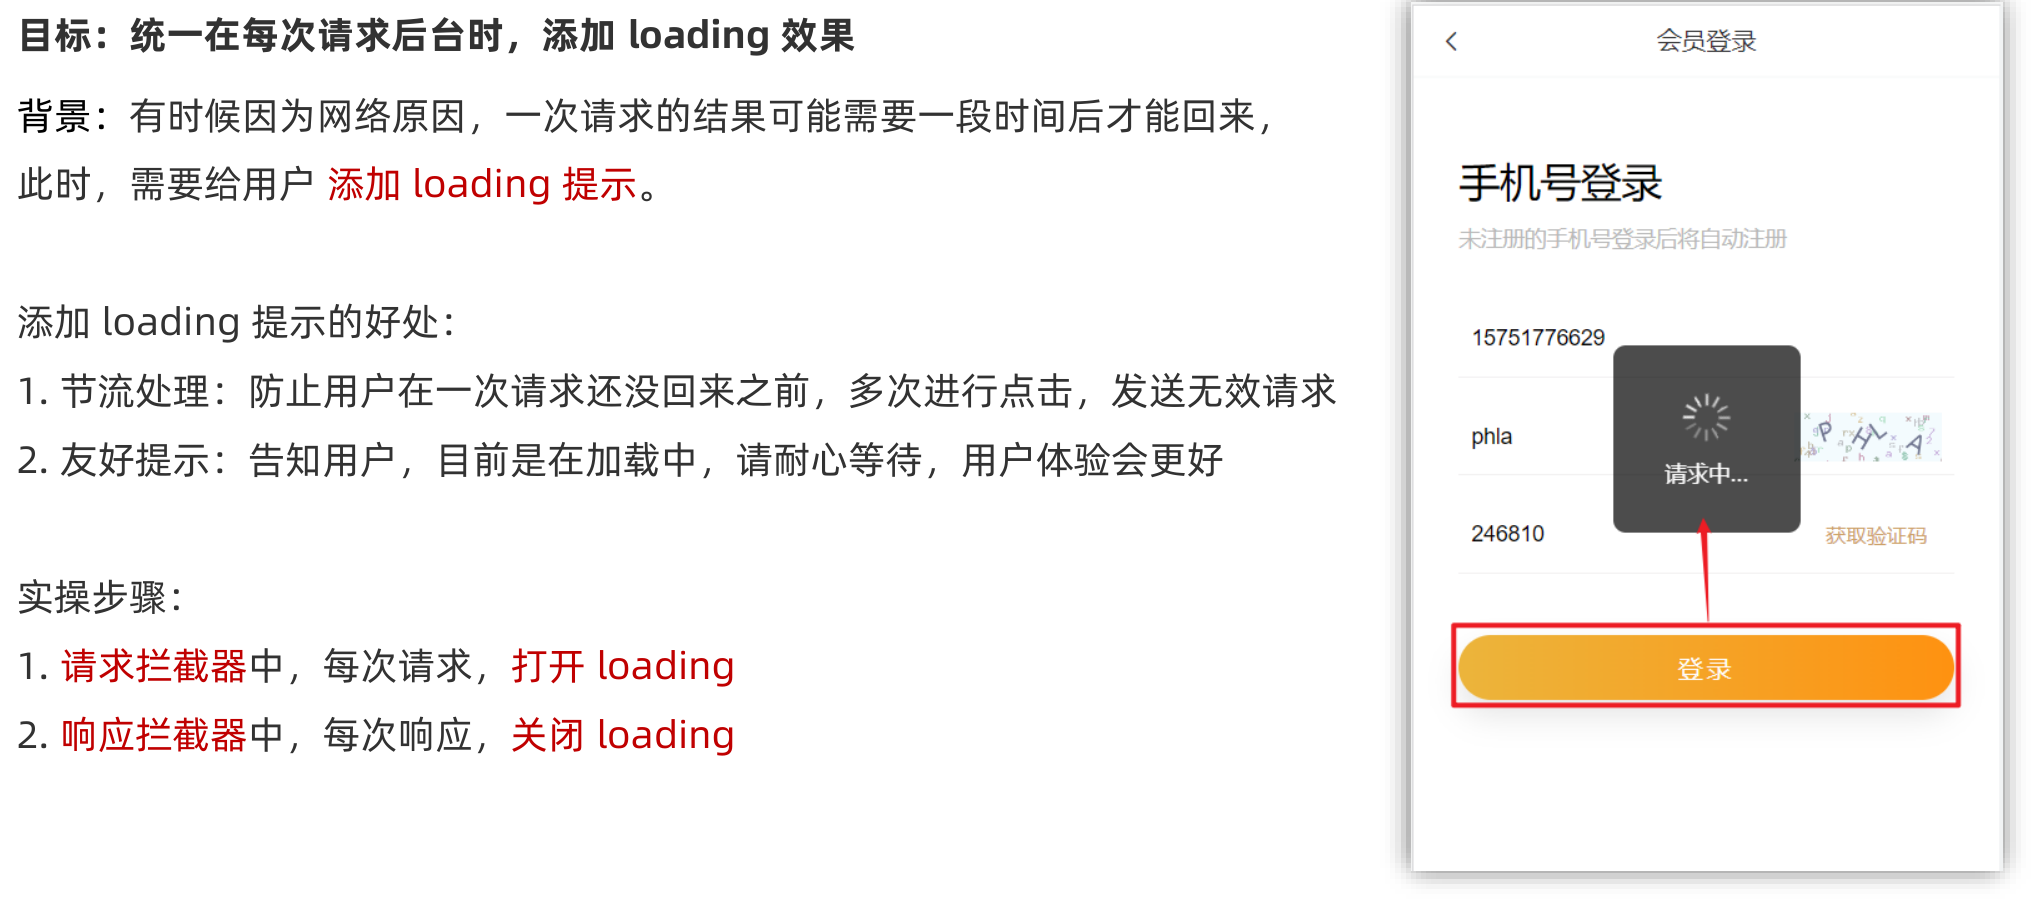 目标：统一在每次请求后台时，添加 loading 效果
背景：有时候因为网络原因，一次请求的结果可能需要一段时间后才能回来，
此时，需要给用户 添加 loading 提示。
添加 loading 提示的好处：
1. 节流处理：防止用户在一次请求还没回来之前，多次进行点击，发送无效请求
2. 友好提示：告知用户，目前是在加载中，请耐心等待，用户体验会更好
实操步骤：
1. 请求拦截器中，每次请求，打开 loading
2. 响应拦截器中，每次响应，关闭 loading
会员登录
手机号登录
未注册的手机号登录后将自动注册
15751776629
phla
PHLA
请求中...
246810
获取验证码
登录